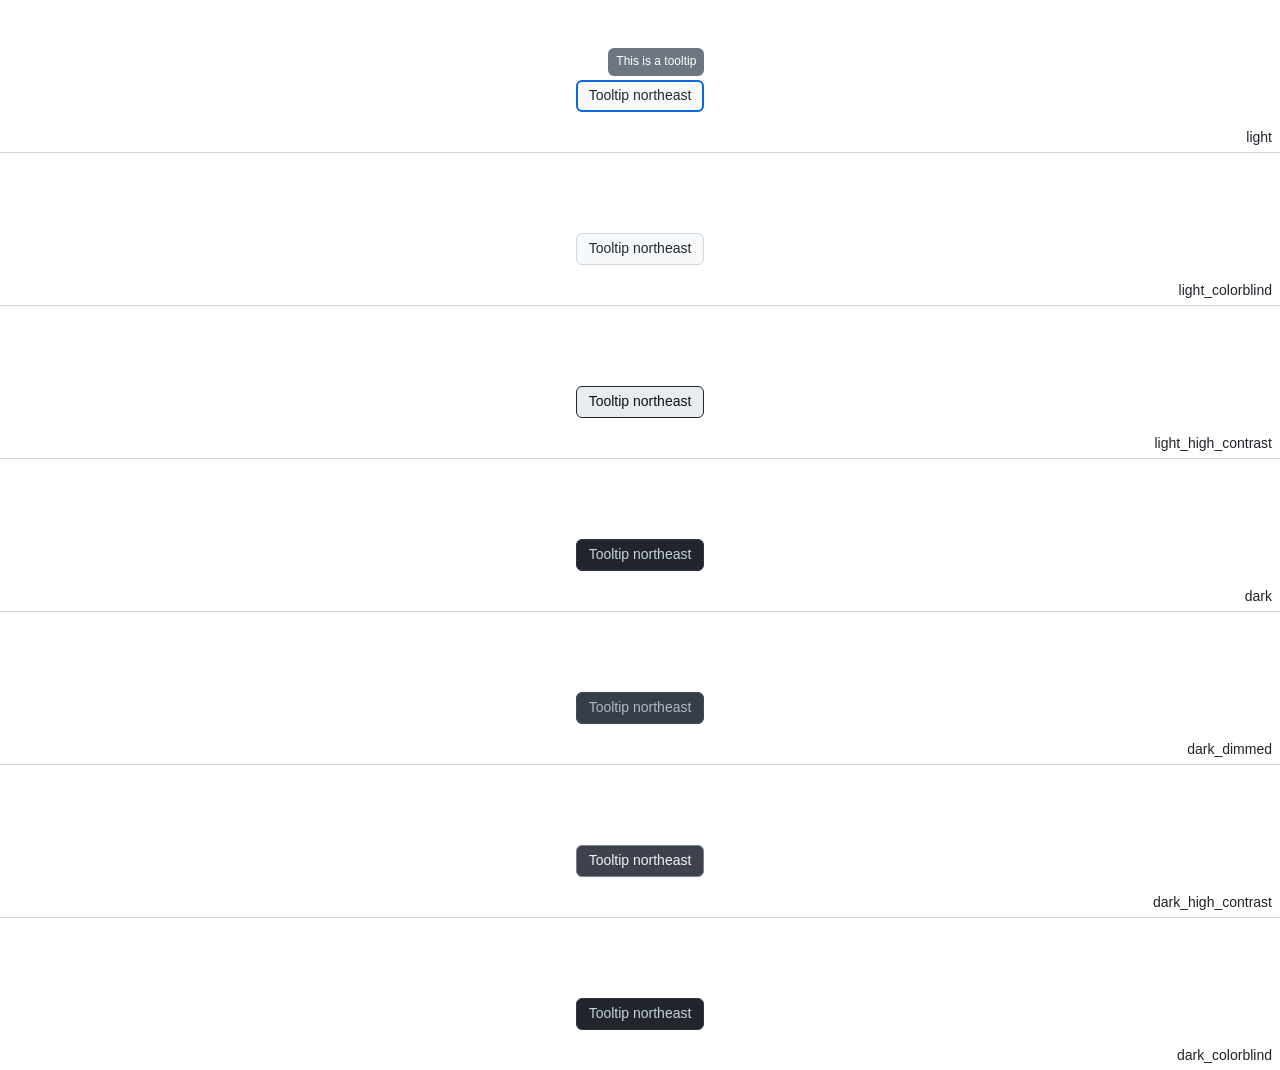 This is a tooltip
Tooltip northeast
light
Tooltip northeast
light_colorblind
Tooltip northeast
light_high_contrast
Tooltip northeast
dark
Tooltip northeast
dark_dimmed
Tooltip northeast
dark_high_contrast
Tooltip northeast
dark_colorblind